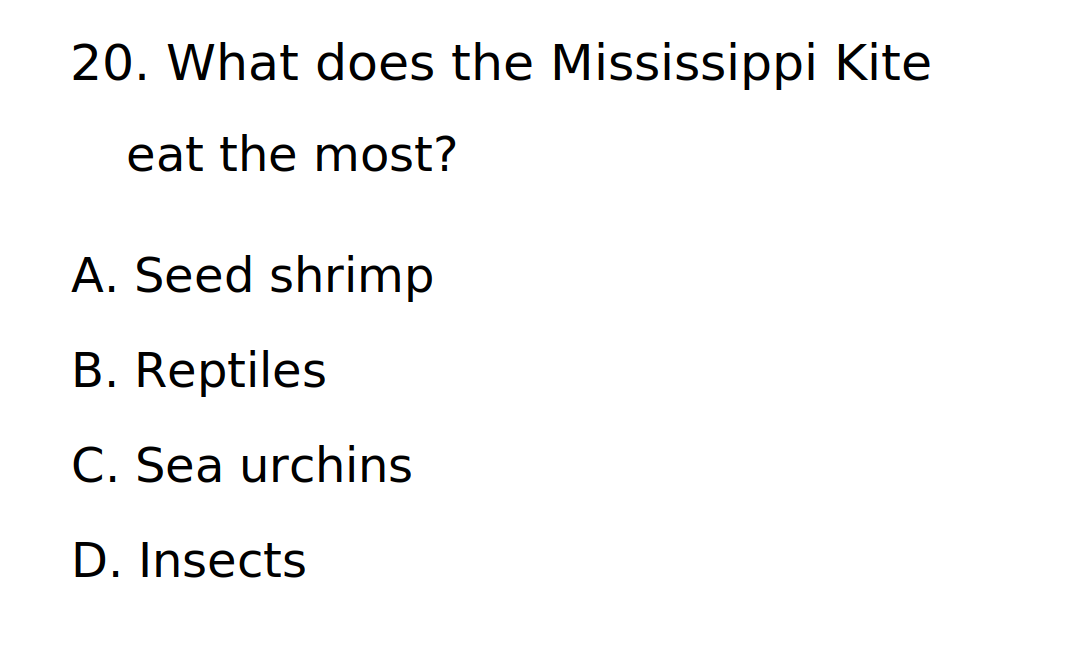 20. What does the Mississippi Kite
eat the most?
A. Seed shrimp
B. Reptiles
C. Sea urchins
D. Insects